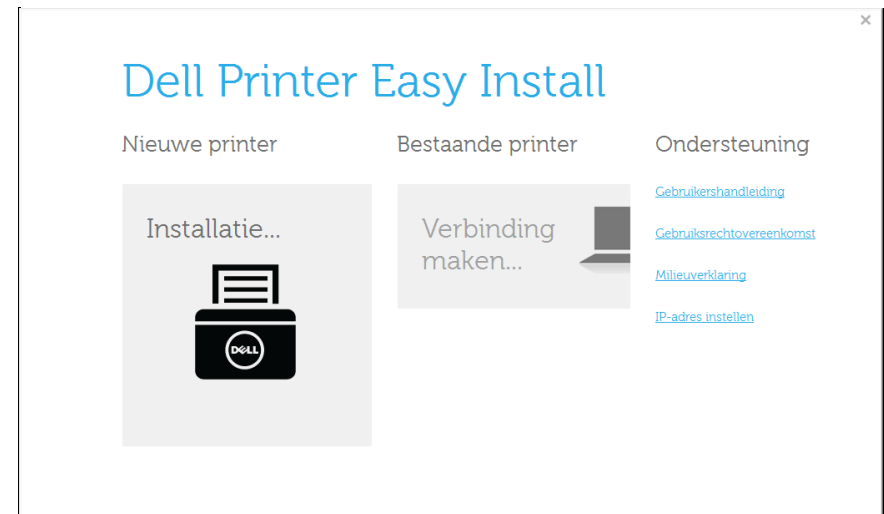 ×
Dell Printer Easy Install
Nieuwe printer
Installatie...
DELL
Bestaande printer
Verbinding
maken...
Ondersteuning
Gebruikershandleiding
Gebruiksrechtovereenkomst
Milieuverklaring
IP-adres instellen